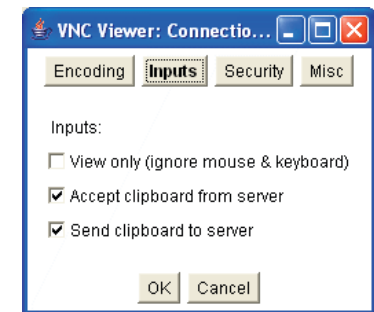 VNC Viewer: Connectio...
Encoding Inputs Security Misc
Inputs:
View only (ignore mouse & keyboard)
Accept clipboard from server
Send clipboard to server
OK Cancel